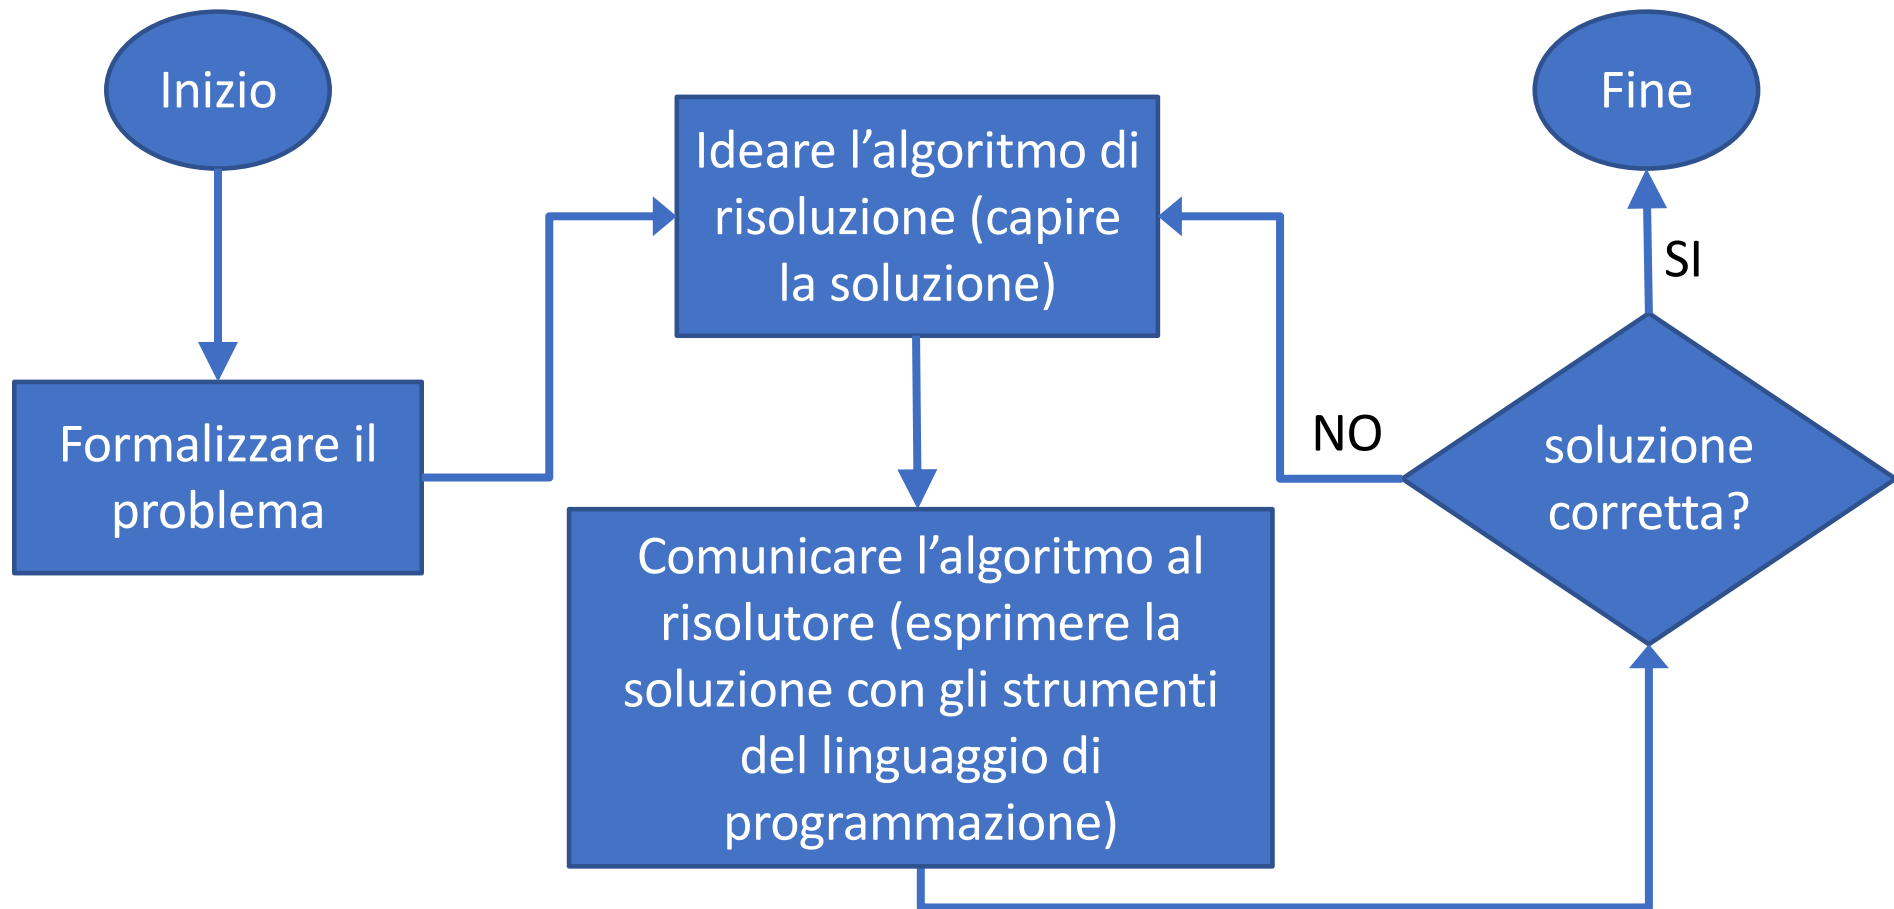 Inizio
Formalizzare il
problema
Ideare l’algoritmo di
risoluzione (capire
la soluzione)
Comunicare l’algoritmo al
risolutore (esprimere la
soluzione con gli strumenti
del linguaggio di
programmazione)
soluzione
corretta?
NO
SI
Fine